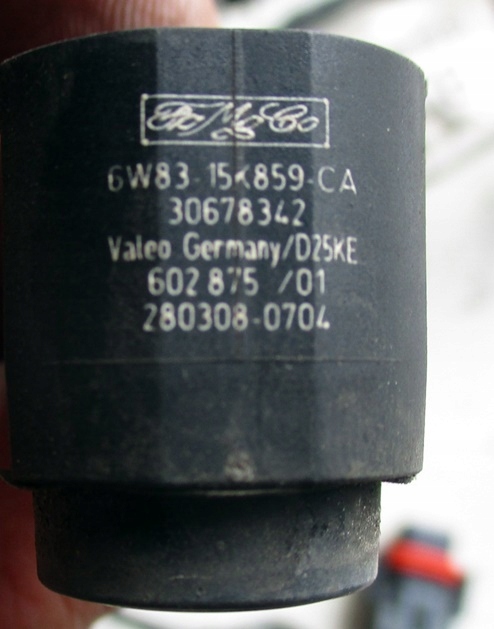 FoMoCo
6W83-15K859-CA
30678342
Valeo Germany/D25KE
602 875 /01
280308-0704